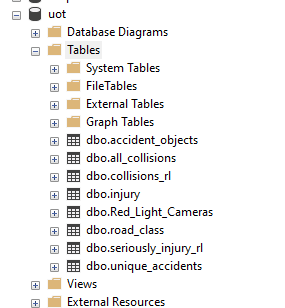 uot
Database Diagrams
Tables
System Tables
FileTables
External Tables
Graph Tables
dbo.accident_objects
dbo.all_collisions
dbo.collisions_rl
dbo.injury
dbo.Red_Light_Cameras
dbo.road_class
dbo.seriously_injury_rl
dbo.unique_accidents
Views
External Resources